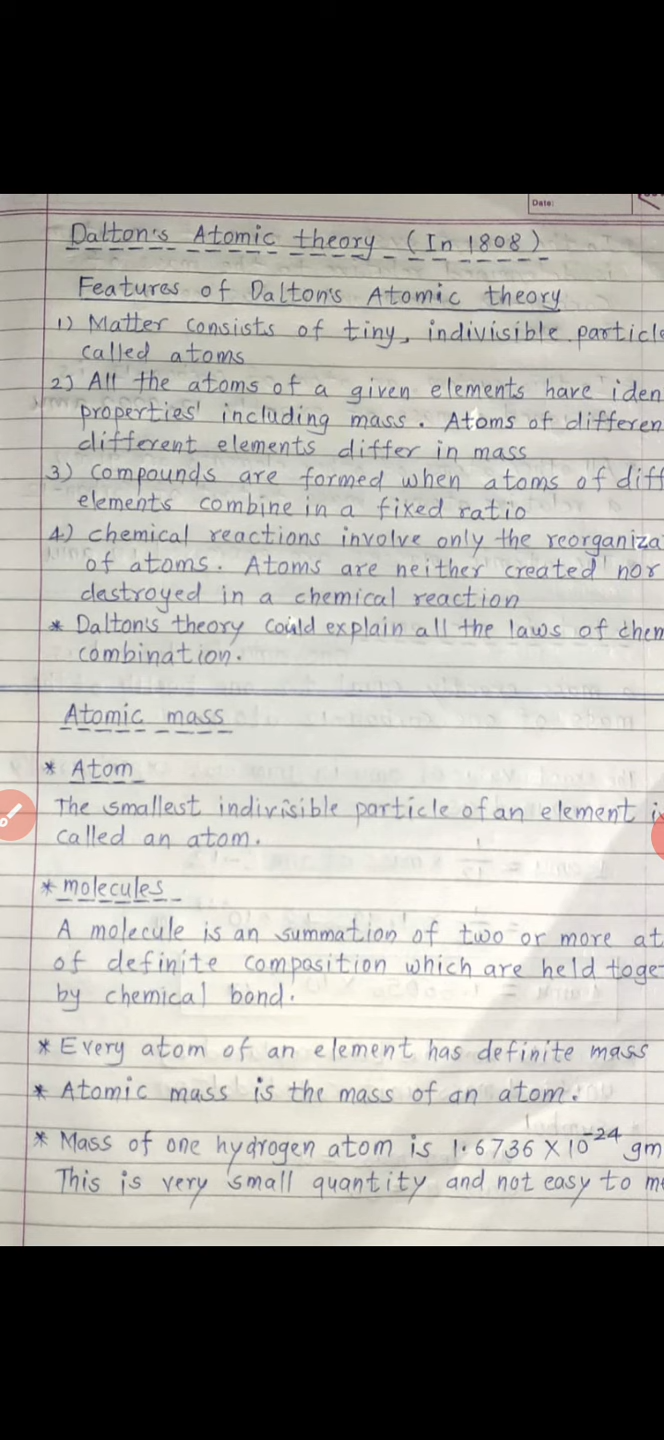 Date:
Dalton's Atomic theory (In 1808)
Features of Dalton's Atomic theory
1) Matter consists of tiny, indivisible particle
called atoms
2) All the atoms of a given elements have iden
properties including mass. Atoms of differen
different elements differ in mass
3) Compounds are formed when atoms of diff
elements combine in a fixed ratio
4) Chemical reactions involve only the reorganiza
of atoms. Atoms are neither created nor
destroyed in a chemical reaction
* Dalton's theory could explain all the laws of chem
combination.
Atomic mass
* Atom
The smallest indivisible particle of an element is
called an atom.
* molecules
A molecule is an summation of two or more at
of definite composition which are held toge
by chemical bond.
* Every atom of an element has definite mass
* Atomic mass is the mass of an atom.
* Mass of one hydrogen atom is 1.6736 X 10⁻²⁴ gm
This is very small quantity and not easy to me